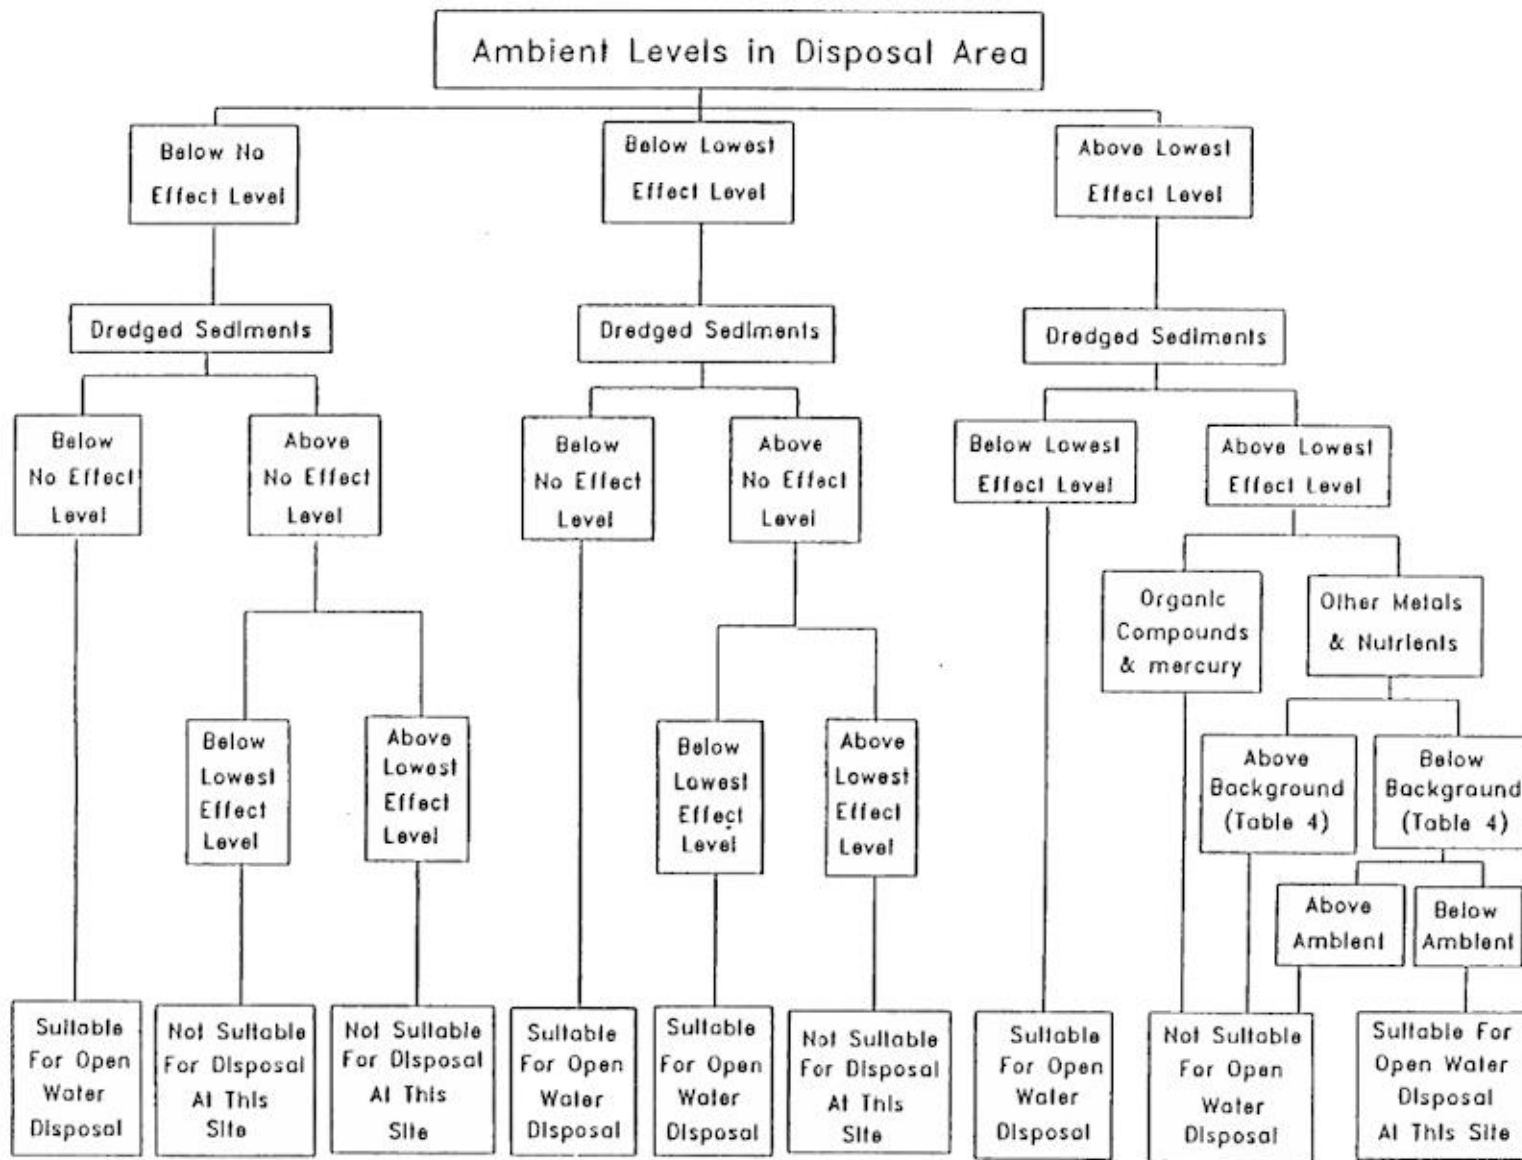 Ambient Levels in Disposal Area
Below No
Effect Level
Below Lowest
Effect Level
Above Lowest
Effect Level
Dredged Sediments
Dredged Sediments
Dredged Sediments
Below
No Effect
Level
Above
No Effect
Level
Below
No Effect
Level
Above
No Effect
Level
Below Lowest
Effect Level
Above Lowest
Effect Level
Organic
Compounds
& mercury
Other Metals
& Nutrients
Below
Lowest
Effect
Level
Above
Lowest
Effect
Level
Below
Lowest
Effect
Level
Above
Lowest
Effect
Level
Above
Background
(Table 4)
Below
Background
(Table 4)
Above
Ambient
Below
Ambient
Suitable
For Open
Water
Disposal
Not Suitable
For Disposal
At This
Site
Not Suitable
For Disposal
At This
Site
Suitable
For Open
Water
Disposal
Suitable
For Open
Water
Disposal
Not Suitable
For Disposal
At This
Site
Suitable
For Open
Water
Disposal
Not Suitable
For Open
Water
Disposal
Suitable For
Open Water
Disposal
At This Site